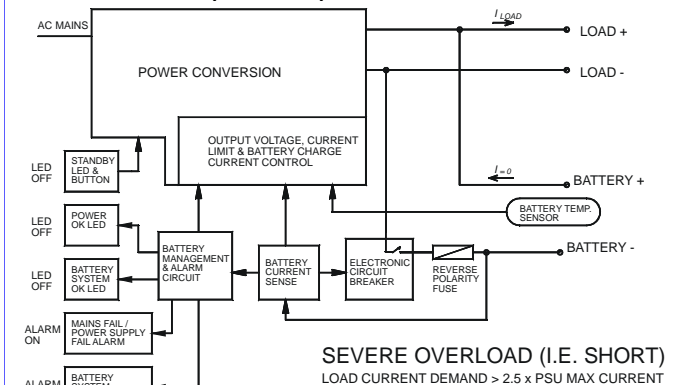 AC MAINS
I LOAD
LOAD +
LOAD -
POWER CONVERSION
OUTPUT VOLTAGE, CURRENT
LIMIT & BATTERY CHARGE
CURRENT CONTROL
LED
OFF
STANDBY
LED &
BUTTON
I = 0
BATTERY +
BATTERY TEMP.
SENSOR
LED
OFF
POWER
OK LED
BATTERY
MANAGEMENT
& ALARM
CIRCUIT
BATTERY
CURRENT
SENSE
ELECTRONIC
CIRCUIT
BREAKER
REVERSE
POLARITY
FUSE
BATTERY -
LED
OFF
BATTERY
SYSTEM
OK LED
ALARM
ON
MAINS FAIL /
POWER SUPPLY
FAIL ALARM
SEVERE OVERLOAD (I.E. SHORT)
LOAD CURRENT DEMAND > 2.5 x PSU MAX CURRENT
ALARM
BATTERY
SYSTEM